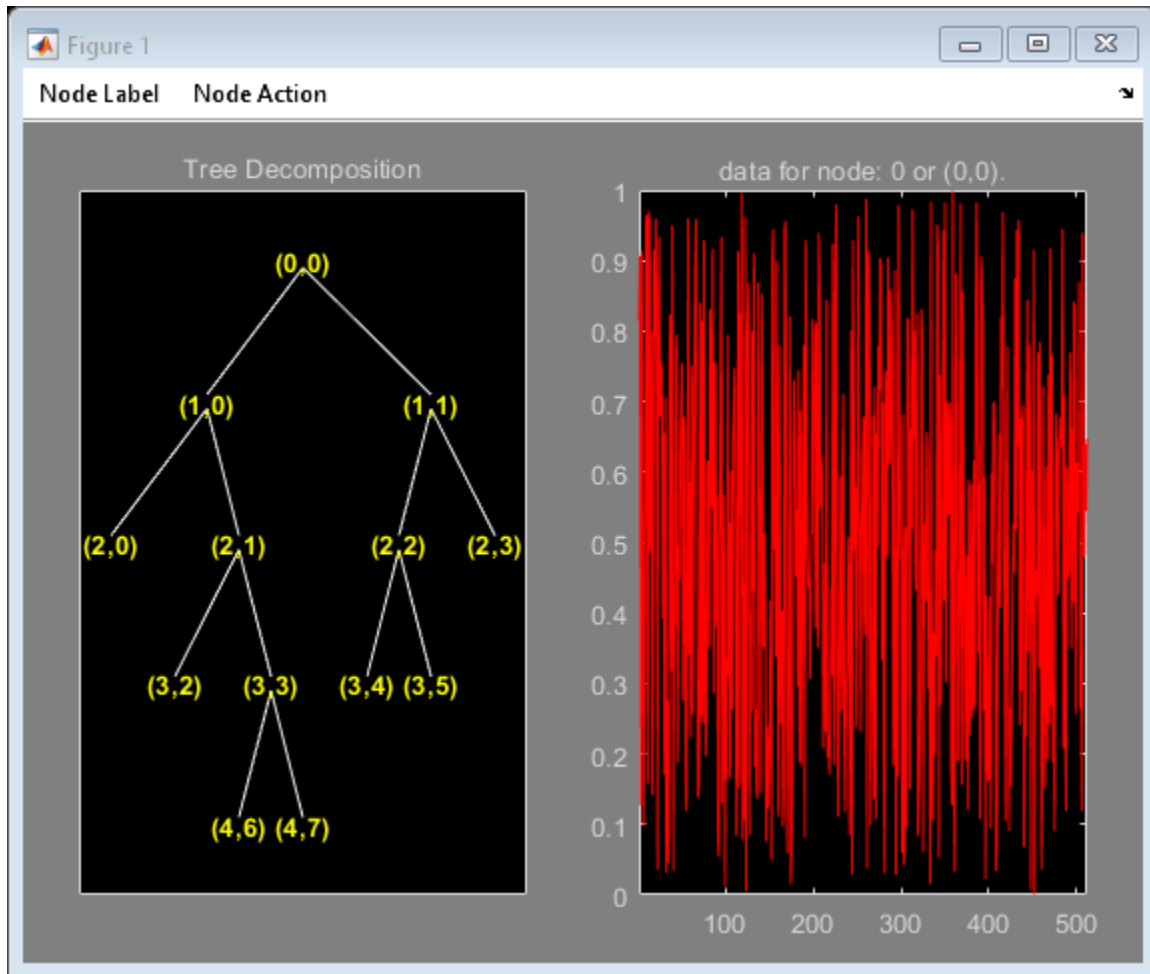 Figure 1
Node Label Node Action
Tree Decomposition
(0,0)
(1,0) (1,1)
(2,0) (2,1) (2,2) (2,3)
(3,2) (3,3) (3,4) (3,5)
(4,6) (4,7)
data for node: 0 or (0,0).
1
0.9
0.8
0.7
0.6
0.5
0.4
0.3
0.2
0.1
0
100 200 300 400 500